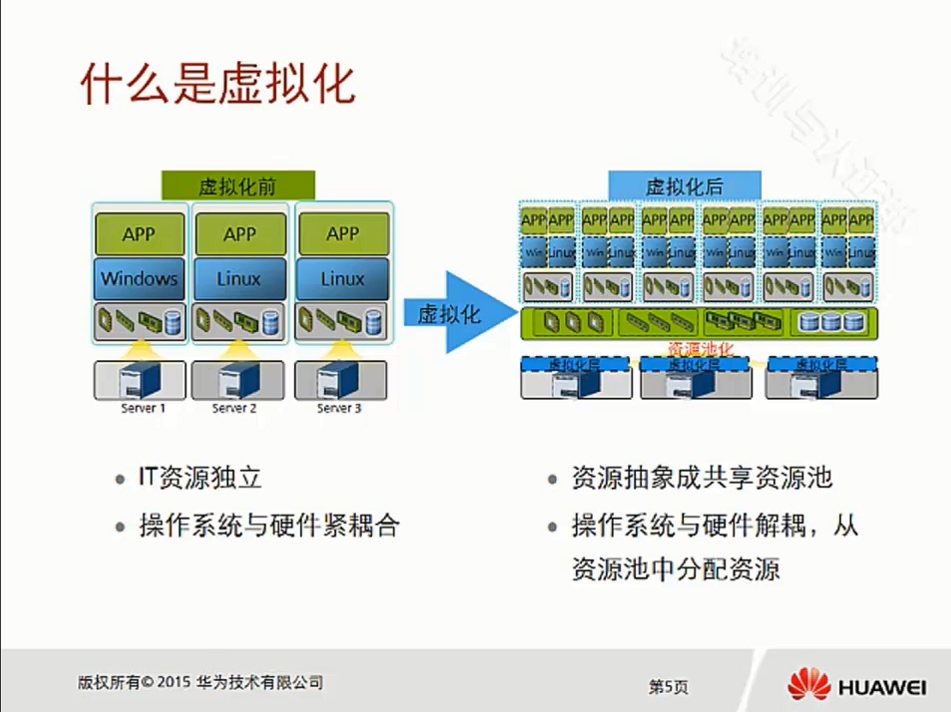 什么是虚拟化
虚拟化前
APP
APP
APP
Windows
Linux
Linux
Server 1
Server 2
Server 3
虚拟化
虚拟化后
APP APP APP APP APP APP APP APP APP APP APP APP
Win Linux Win Linux Win Linux Win Linux Win Linux Win Linux
资源池化
虚拟化层
虚拟化层
虚拟化层
IT资源独立
操作系统与硬件紧耦合
资源抽象成共享资源池
操作系统与硬件解耦，从
资源池中分配资源
版权所有© 2015 华为技术有限公司
第5页
HUAWEI